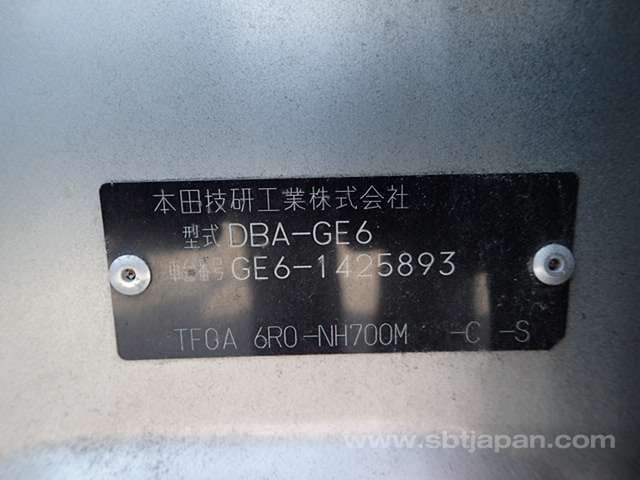 本田技研工業株式会社
型式 DBA-GE6
車台番号 GE6-1425893
TFGA 6R0-NH700M -C -S
www.sbtjapan.com